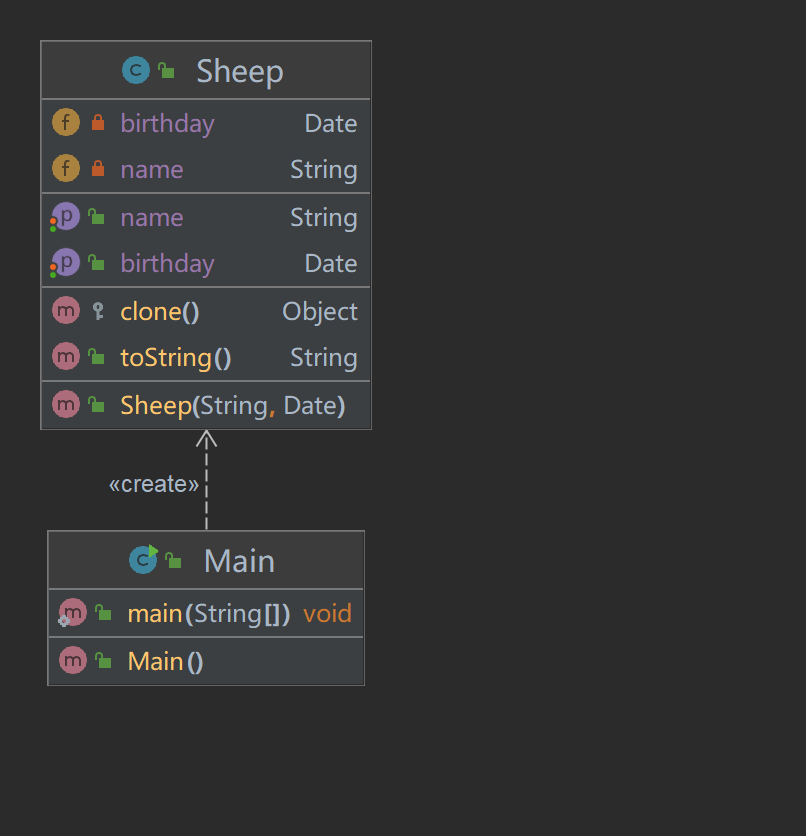 Sheep
birthday Date
name String
name String
birthday Date
clone() Object
toString() String
Sheep(String, Date)
«create»
Main
main(String[]) void
Main()